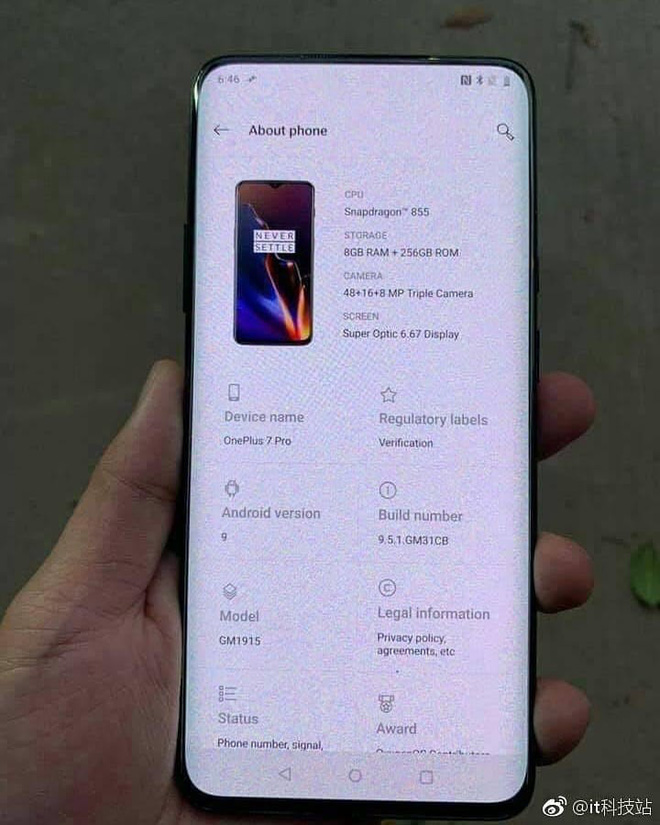 6:46
About phone
CPU
Snapdragon™ 855
STORAGE
8GB RAM + 256GB ROM
NEVER
SETTLE
CAMERA
48+16+8 MP Triple Camera
SCREEN
Super Optic 6.67 Display
Device name
OnePlus 7 Pro
Regulatory labels
Verification
Android version
9
Build number
9.5.1.GM31CB
Model
GM1915
Legal information
Privacy policy,
agreements, etc
Status
Phone number, signal,
Award
@it科技站